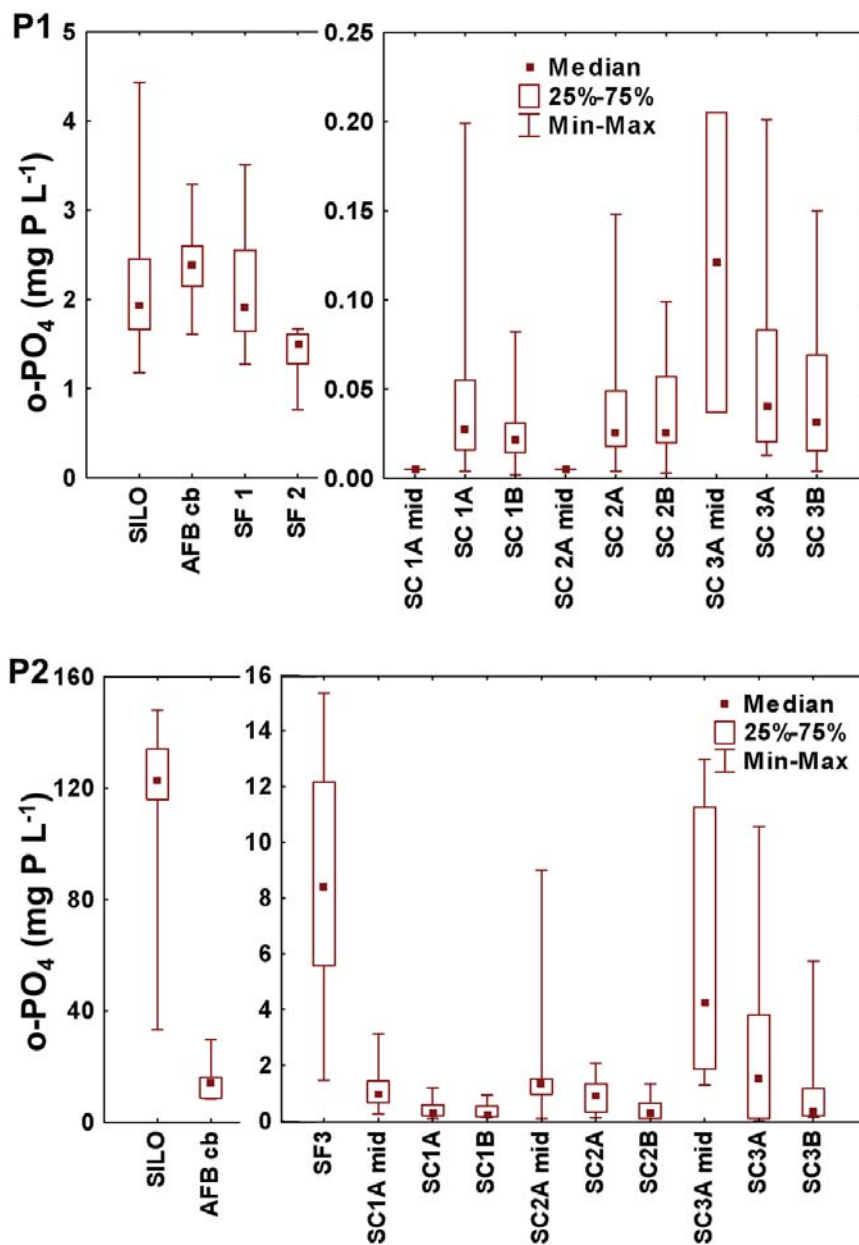 P1
o-PO₄ (mg P L⁻¹)
5
4
3
2
1
0
SILO
AFB cb
SF 1
SF 2
0.25
0.20
0.15
0.10
0.05
0.00
Median
25%-75%
Min-Max
SC 1A mid
SC 1A
SC 1B
SC 2A mid
SC 2A
SC 2B
SC 3A mid
SC 3A
SC 3B
P2
o-PO₄ (mg P L⁻¹)
160
120
80
40
0
SILO
AFB cb
16
14
12
10
8
6
4
2
0
Median
25%-75%
Min-Max
SF3
SC1A mid
SC1A
SC1B
SC2A mid
SC2A
SC2B
SC3A mid
SC3A
SC3B